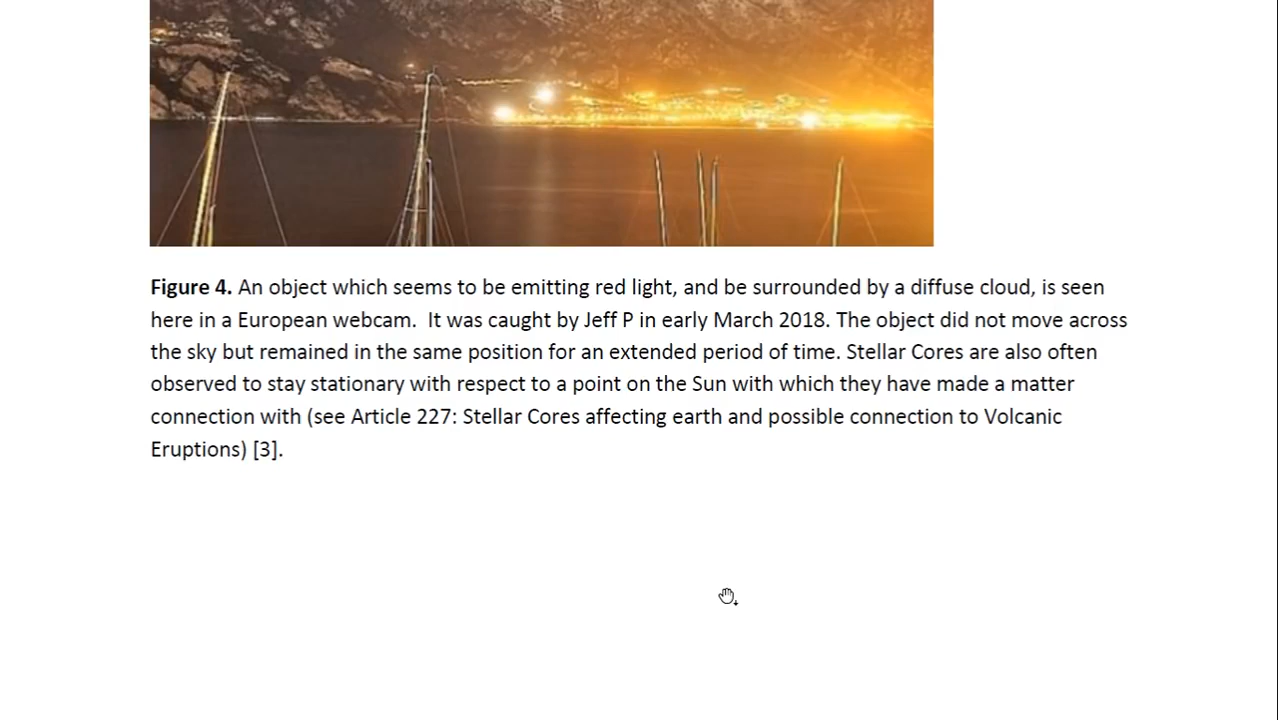 Figure 4. An object which seems to be emitting red light, and be surrounded by a diffuse cloud, is seen
here in a European webcam.  It was caught by Jeff P in early March 2018. The object did not move across
the sky but remained in the same position for an extended period of time. Stellar Cores are also often
observed to stay stationary with respect to a point on the Sun with which they have made a matter
connection with (see Article 227: Stellar Cores affecting earth and possible connection to Volcanic
Eruptions) [3].